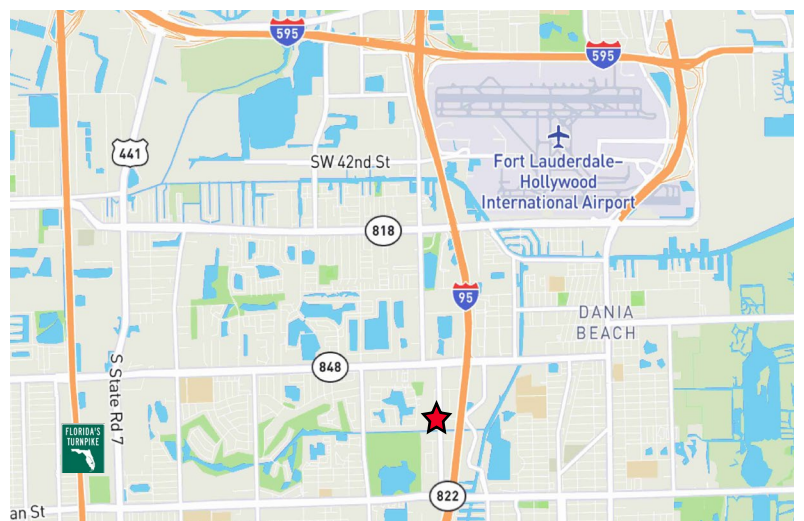 595
595
441
SW 42nd St
Fort Lauderdale–
Hollywood
International Airport
818
95
DANIA
BEACH
848
S State Rd 7
FLORIDA'S
TURNPIKE
822
an St